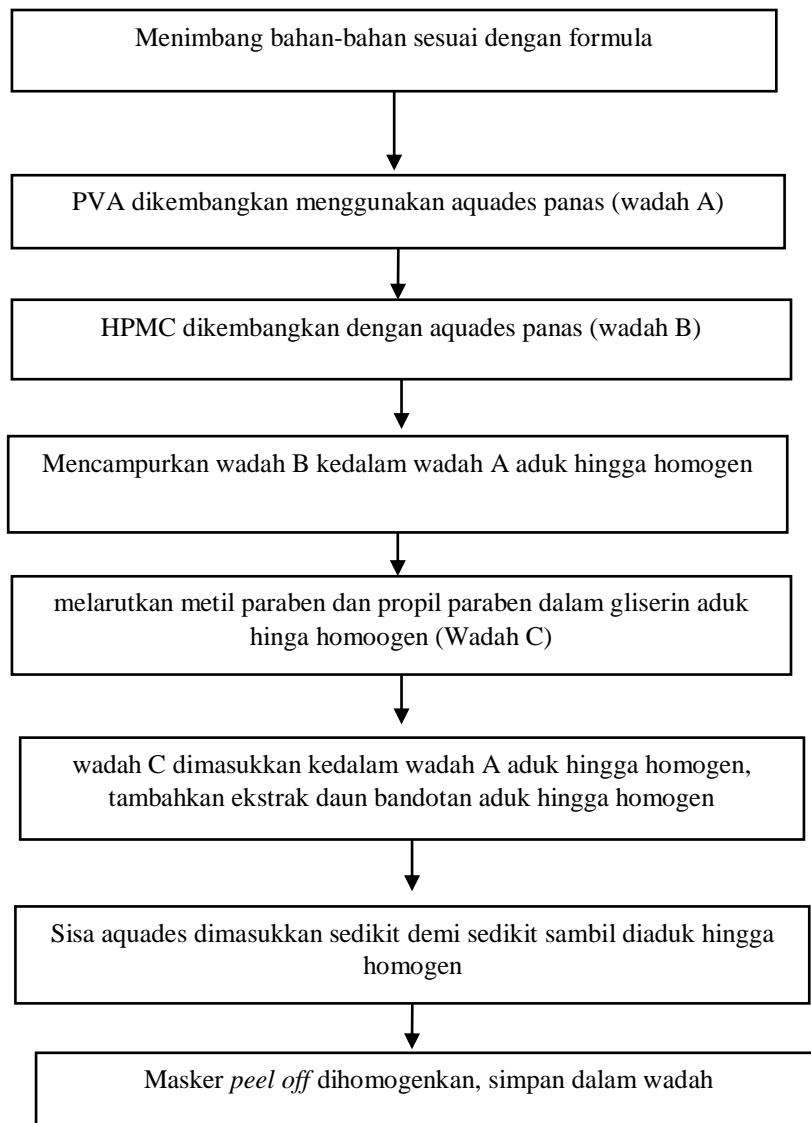 Menimbang bahan-bahan sesuai dengan formula
PVA dikembangkan menggunakan aquades panas (wadah A)
HPMC dikembangkan dengan aquades panas (wadah B)
Mencampurkan wadah B kedalam wadah A aduk hingga homogen
melarutkan metil paraben dan propil paraben dalam gliserin aduk
hinga homoogen (Wadah C)
wadah C dimasukkan kedalam wadah A aduk hingga homogen,
tambahkan ekstrak daun bandotan aduk hingga homogen
Sisa aquades dimasukkan sedikit demi sedikit sambil diaduk hingga
homogen
Masker peel off dihomogenkan, simpan dalam wadah